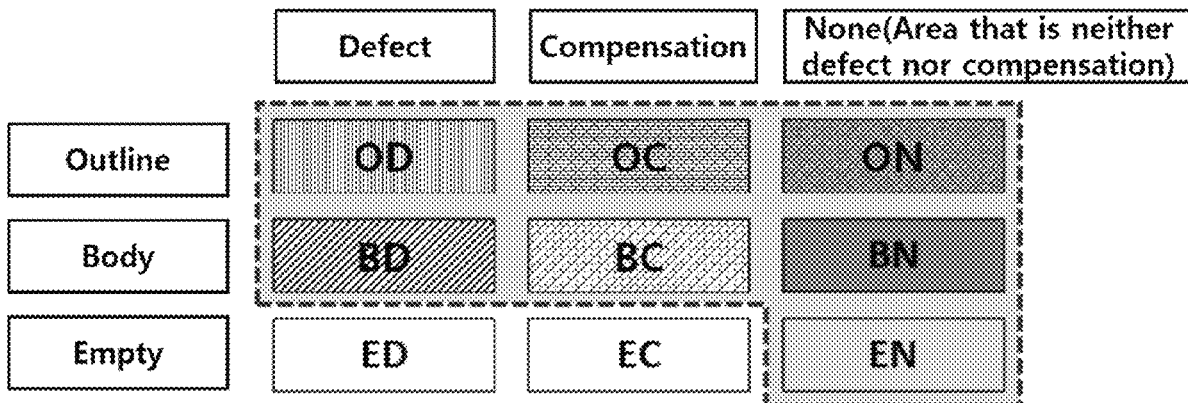 Defect
Compensation
None(Area that is neither
defect nor compensation)
Outline
OD
OC
ON
Body
BD
BC
BN
Empty
ED
EC
EN